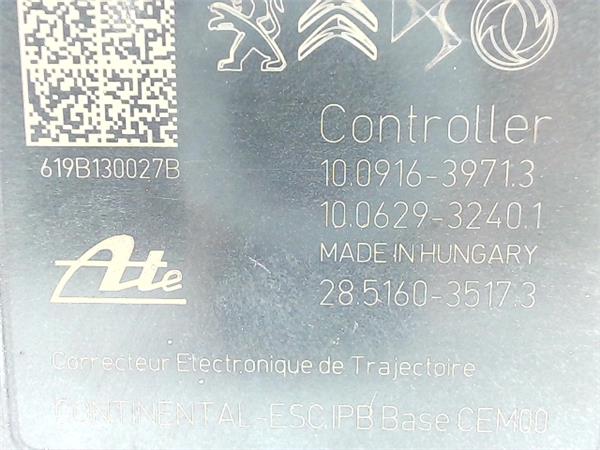 Controller
619B130027B
10.0916-3971.3
10.0629-3240.1
MADE IN HUNGARY
Ate
28.5160-3517.3
Correcteur Electronique de Trajectoire
CONTINENTAL-ESC.IPB Base CEM00